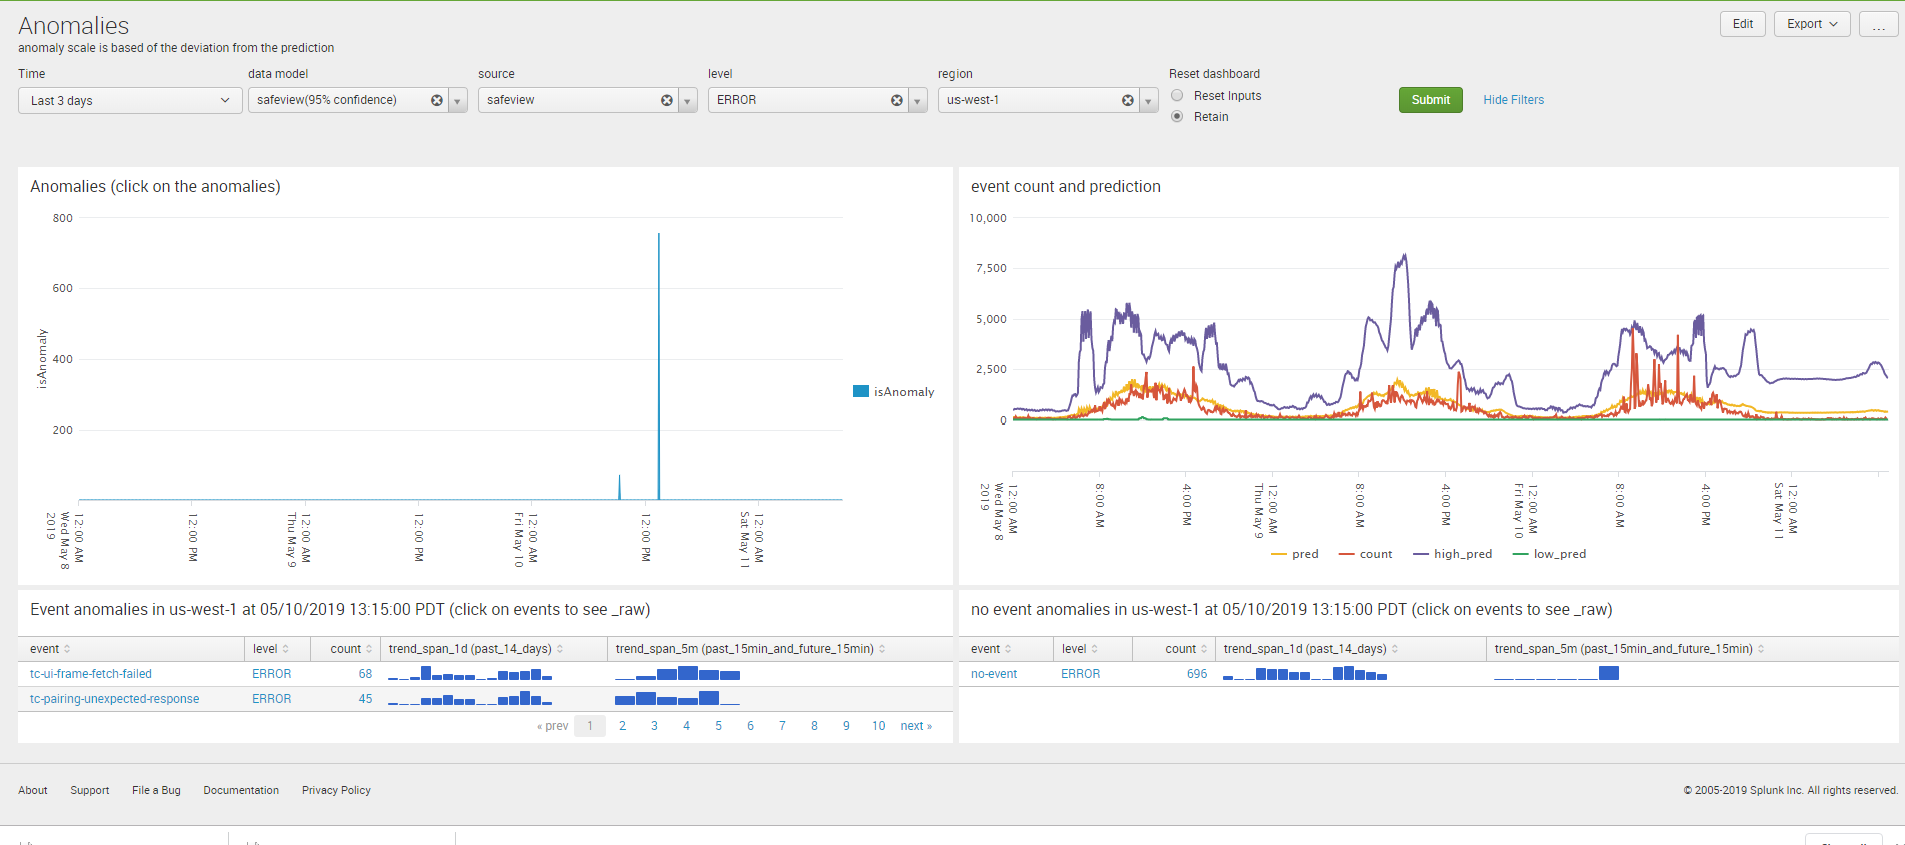 Anomalies
anomaly scale is based of the deviation from the prediction
Edit
Export
...
Time
data model
source
level
region
Reset dashboard
Last 3 days
safeview(95% confidence)
safeview
ERROR
us-west-1
Reset Inputs
Retain
Submit
Hide Filters
Anomalies (click on the anomalies)
800
600
400
200
isAnomaly
isAnomaly
12:00 AM
Wed May 8
2019
12:00 PM
12:00 AM
Thu May 9
12:00 PM
12:00 AM
Fri May 10
12:00 PM
12:00 AM
Sat May 11
event count and prediction
10,000
7,500
5,000
2,500
0
12:00 AM
Wed May 8
2019
8:00 AM
4:00 PM
12:00 AM
Thu May 9
8:00 AM
4:00 PM
12:00 AM
Fri May 10
8:00 AM
4:00 PM
12:00 AM
Sat May 11
pred count high_pred low_pred
Event anomalies in us-west-1 at 05/10/2019 13:15:00 PDT (click on events to see _raw)
event level count trend_span_1d (past_14_days) trend_span_5m (past_15min_and_future_15min)
tc-ui-frame-fetch-failed ERROR 68
tc-pairing-unexpected-response ERROR 45
« prev 1 2 3 4 5 6 7 8 9 10 next »
no event anomalies in us-west-1 at 05/10/2019 13:15:00 PDT (click on events to see _raw)
event level count trend_span_1d (past_14_days) trend_span_5m (past_15min_and_future_15min)
no-event ERROR 696
About Support File a Bug Documentation Privacy Policy
© 2005-2019 Splunk Inc. All rights reserved.